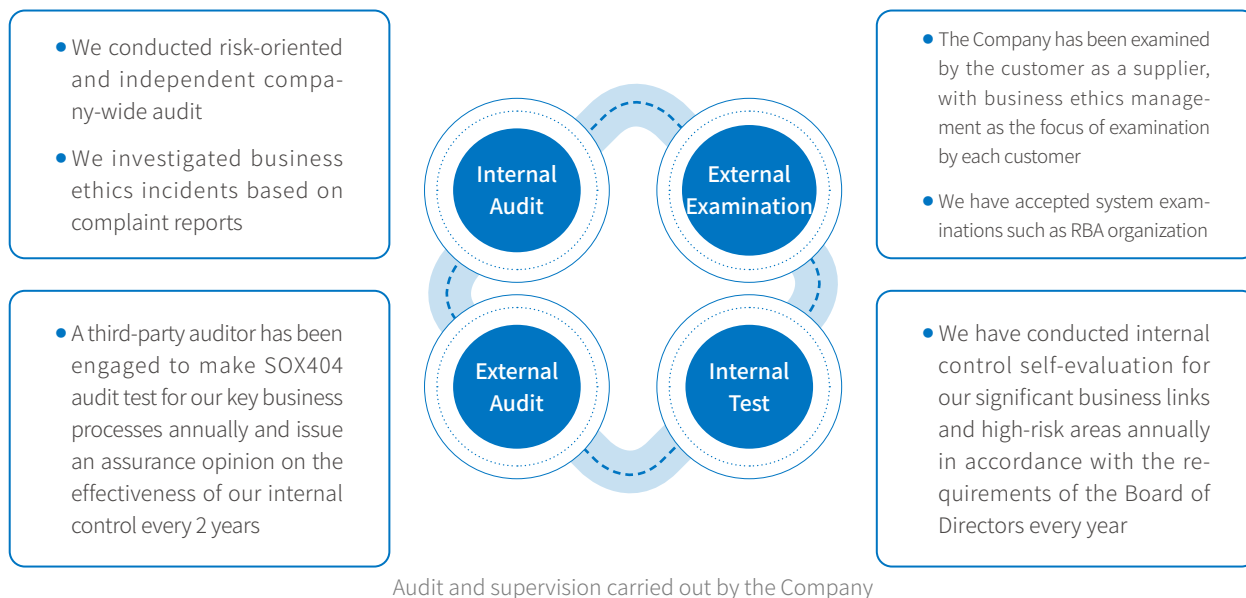 • We conducted risk-oriented
and independent compa-
ny-wide audit
• We investigated business
ethics incidents based on
complaint reports
Internal
Audit
External
Examination
• The Company has been examined
by the customer as a supplier,
with business ethics manage-
ment as the focus of examination
by each customer
• We have accepted system exam-
inations such as RBA organization
• A third-party auditor has been
engaged to make SOX404
audit test for our key business
processes annually and issue
an assurance opinion on the
effectiveness of our internal
control every 2 years
External
Audit
Internal
Test
• We have conducted internal
control self-evaluation for
our significant business links
and high-risk areas annually
in accordance with the re-
quirements of the Board of
Directors every year
Audit and supervision carried out by the Company